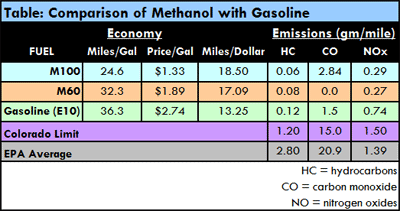 Table: Comparison of Methanol with Gasoline
Economy Emissions (gm/mile)
FUEL Miles/Gal Price/Gal Miles/Dollar HC CO NOx
M100 24.6 $1.33 18.50 0.06 2.84 0.29
M60 32.3 $1.89 17.09 0.08 0.0 0.27
Gasoline (E10) 36.3 $2.74 13.25 0.12 1.5 0.74
Colorado Limit 1.20 15.0 1.50
EPA Average 2.80 20.9 1.39
HC = hydrocarbons
CO = carbon monoxide
NO = nitrogen oxides